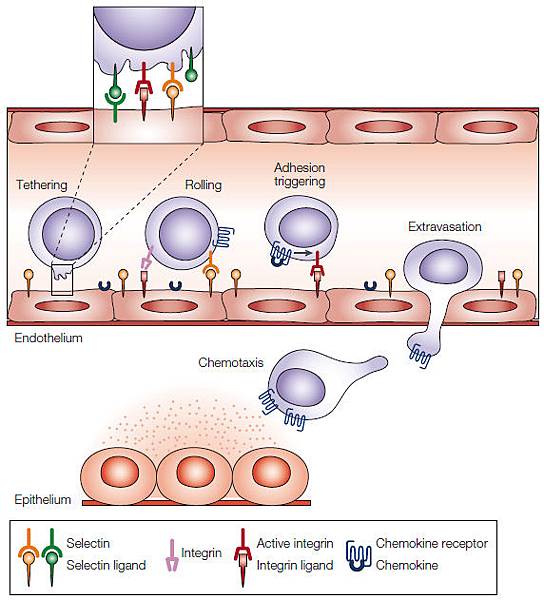 Tethering
Rolling
Adhesion
triggering
Extravasation
Endothelium
Chemotaxis
Epithelium
Selectin
Selectin ligand
Integrin
Active integrin
Integrin ligand
Chemokine receptor
Chemokine